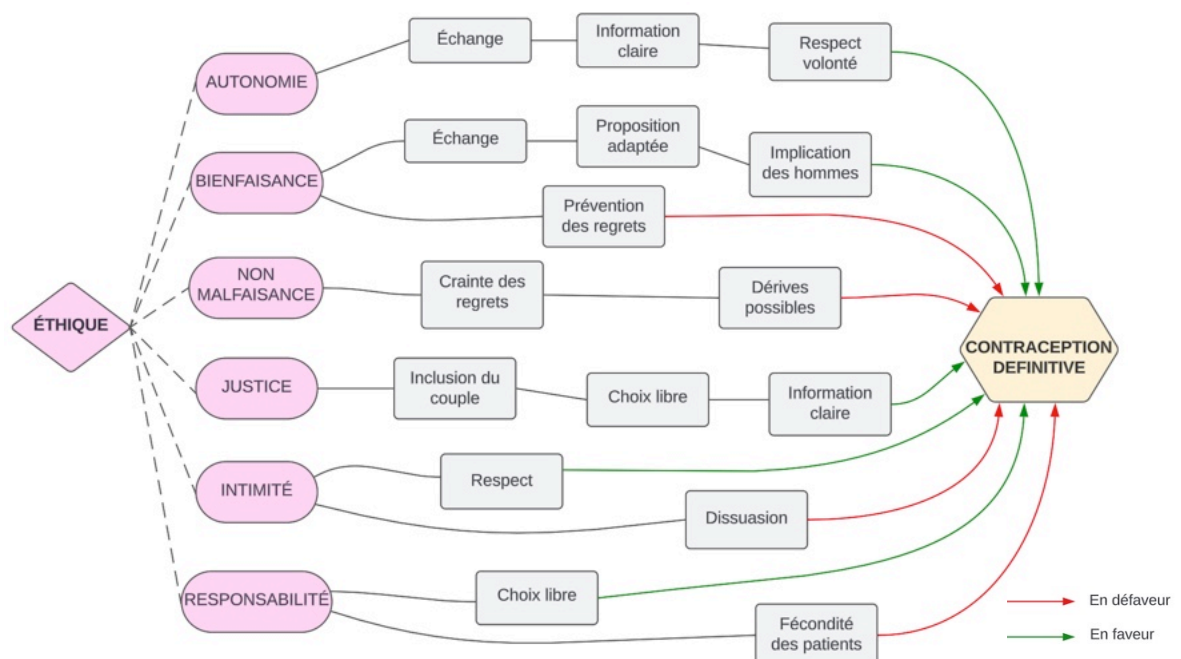 AUTONOMIE
Échange
Information
claire
Respect
volonté
BIENFAISANCE
Échange
Proposition
adaptée
Implication
des hommes
Prévention
des regrets
NON
MALFAISANCE
Crainte des
regrets
Dérives
possibles
ÉTHIQUE
CONTRACEPTION
DEFINITIVE
JUSTICE
Inclusion du
couple
Choix libre
Information
claire
INTIMITÉ
Respect
Dissuasion
RESPONSABILITÉ
Choix libre
Fécondité
des patients
En défaveur
En faveur